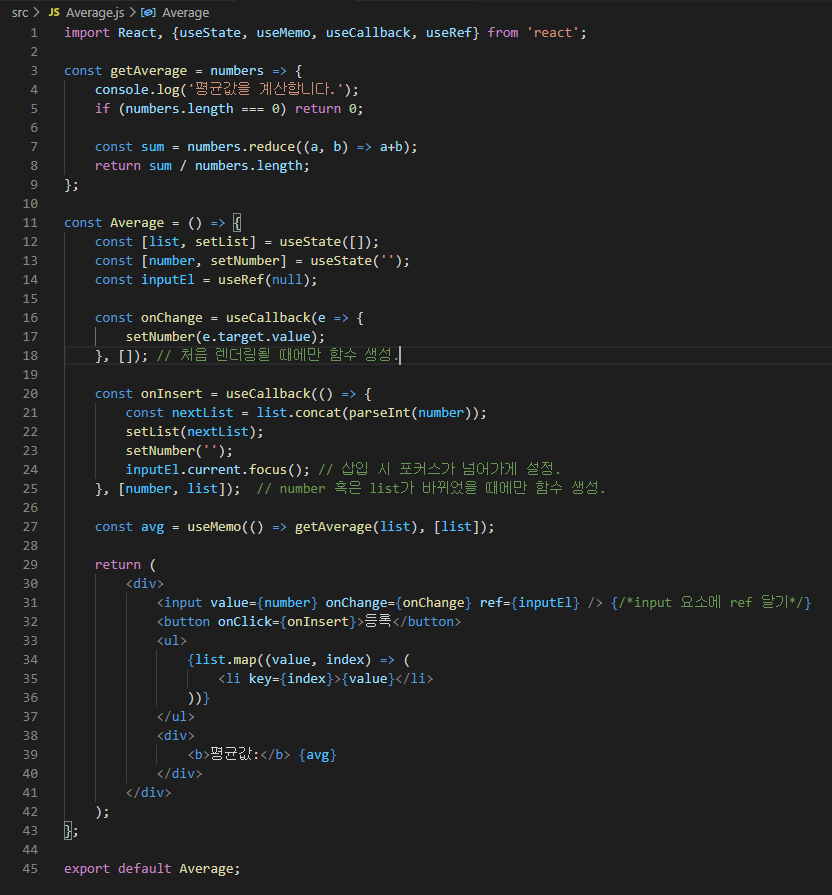 src > JS Average.js > Average
1 import React, {useState, useMemo, useCallback, useRef} from 'react';
2
3 const getAverage = numbers => {
4 console.log('평균값을 계산합니다.');
5 if (numbers.length === 0) return 0;
6
7 const sum = numbers.reduce((a, b) => a+b);
8 return sum / numbers.length;
9 };
10
11 const Average = () => {
12 const [list, setList] = useState([]);
13 const [number, setNumber] = useState('');
14 const inputEl = useRef(null);
15
16 const onChange = useCallback(e => {
17 setNumber(e.target.value);
18 }, []); // 처음 렌더링될 때에만 함수 생성.
19
20 const onInsert = useCallback(() => {
21 const nextList = list.concat(parseInt(number));
22 setList(nextList);
23 setNumber('');
24 inputEl.current.focus(); // 삽입 시 포커스가 넘어가게 설정.
25 }, [number, list]); // number 혹은 list가 바뀌었을 때에만 함수 생성.
26
27 const avg = useMemo(() => getAverage(list), [list]);
28
29 return (
30 <div>
31 <input value={number} onChange={onChange} ref={inputEl} /> {/*input 요소에 ref 달기*/}
32 <button onClick={onInsert}>등록</button>
33 <ul>
34 {list.map((value, index) => (
35 <li key={index}>{value}</li>
36 ))}
37 </ul>
38 <div>
39 <b>평균값:</b> {avg}
40 </div>
41 </div>
42 );
43 };
44
45 export default Average;